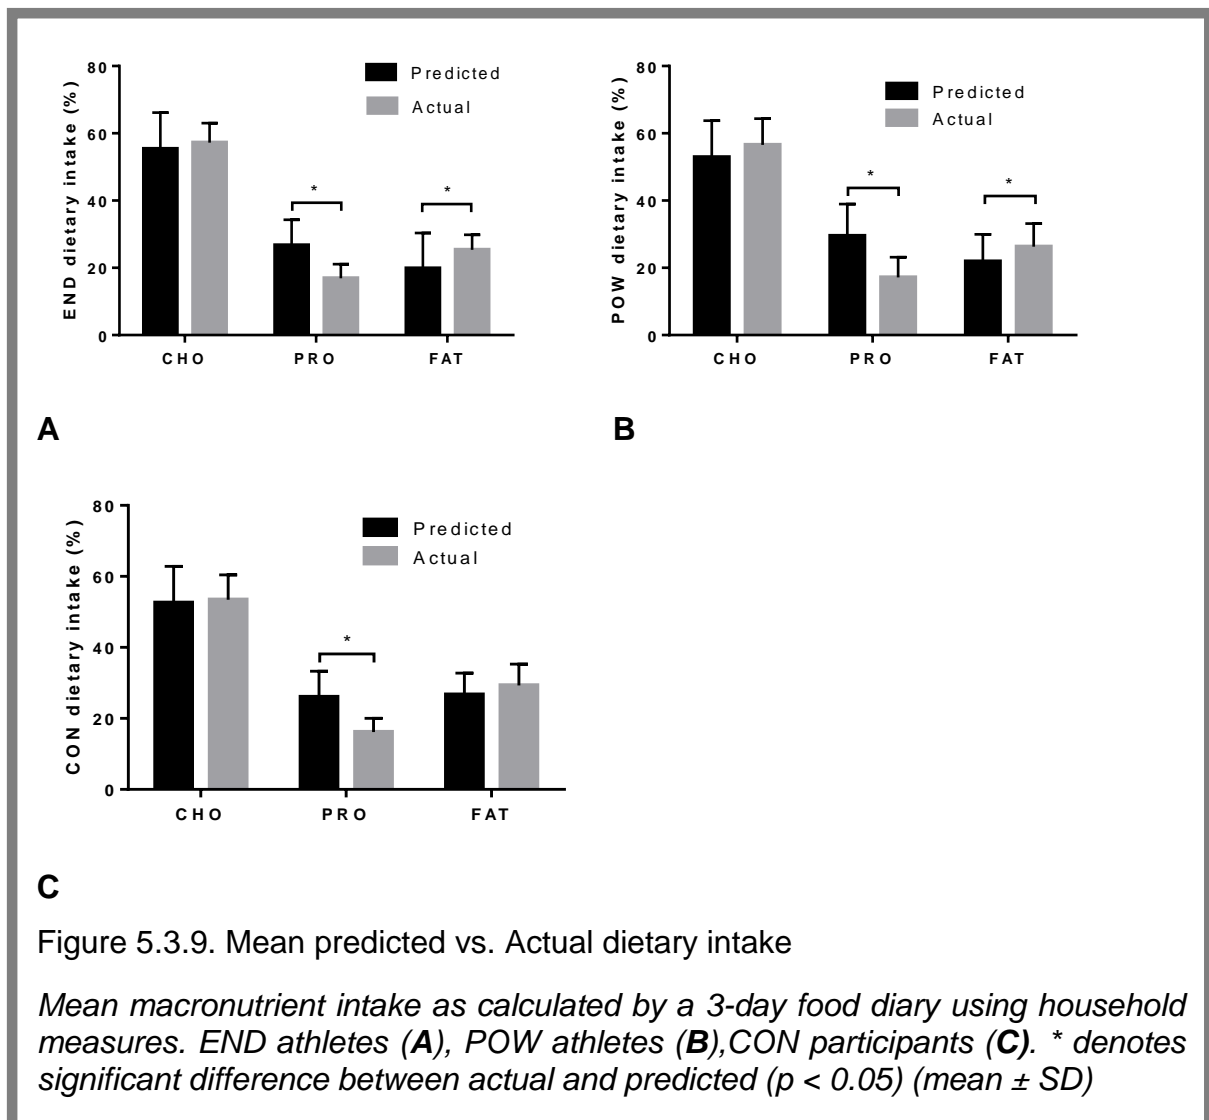 80
60
40
20
0
END dietary intake (%)
Predicted
Actual
*
*
CHO PRO FAT
A
80
60
40
20
0
POW dietary intake (%)
Predicted
Actual
*
*
CHO PRO FAT
B
80
60
40
20
0
CON dietary intake (%)
Predicted
Actual
*
CHO PRO FAT
C
Figure 5.3.9. Mean predicted vs. Actual dietary intake
Mean macronutrient intake as calculated by a 3-day food diary using household
measures. END athletes (A), POW athletes (B),CON participants (C). * denotes
significant difference between actual and predicted (p < 0.05) (mean ± SD)